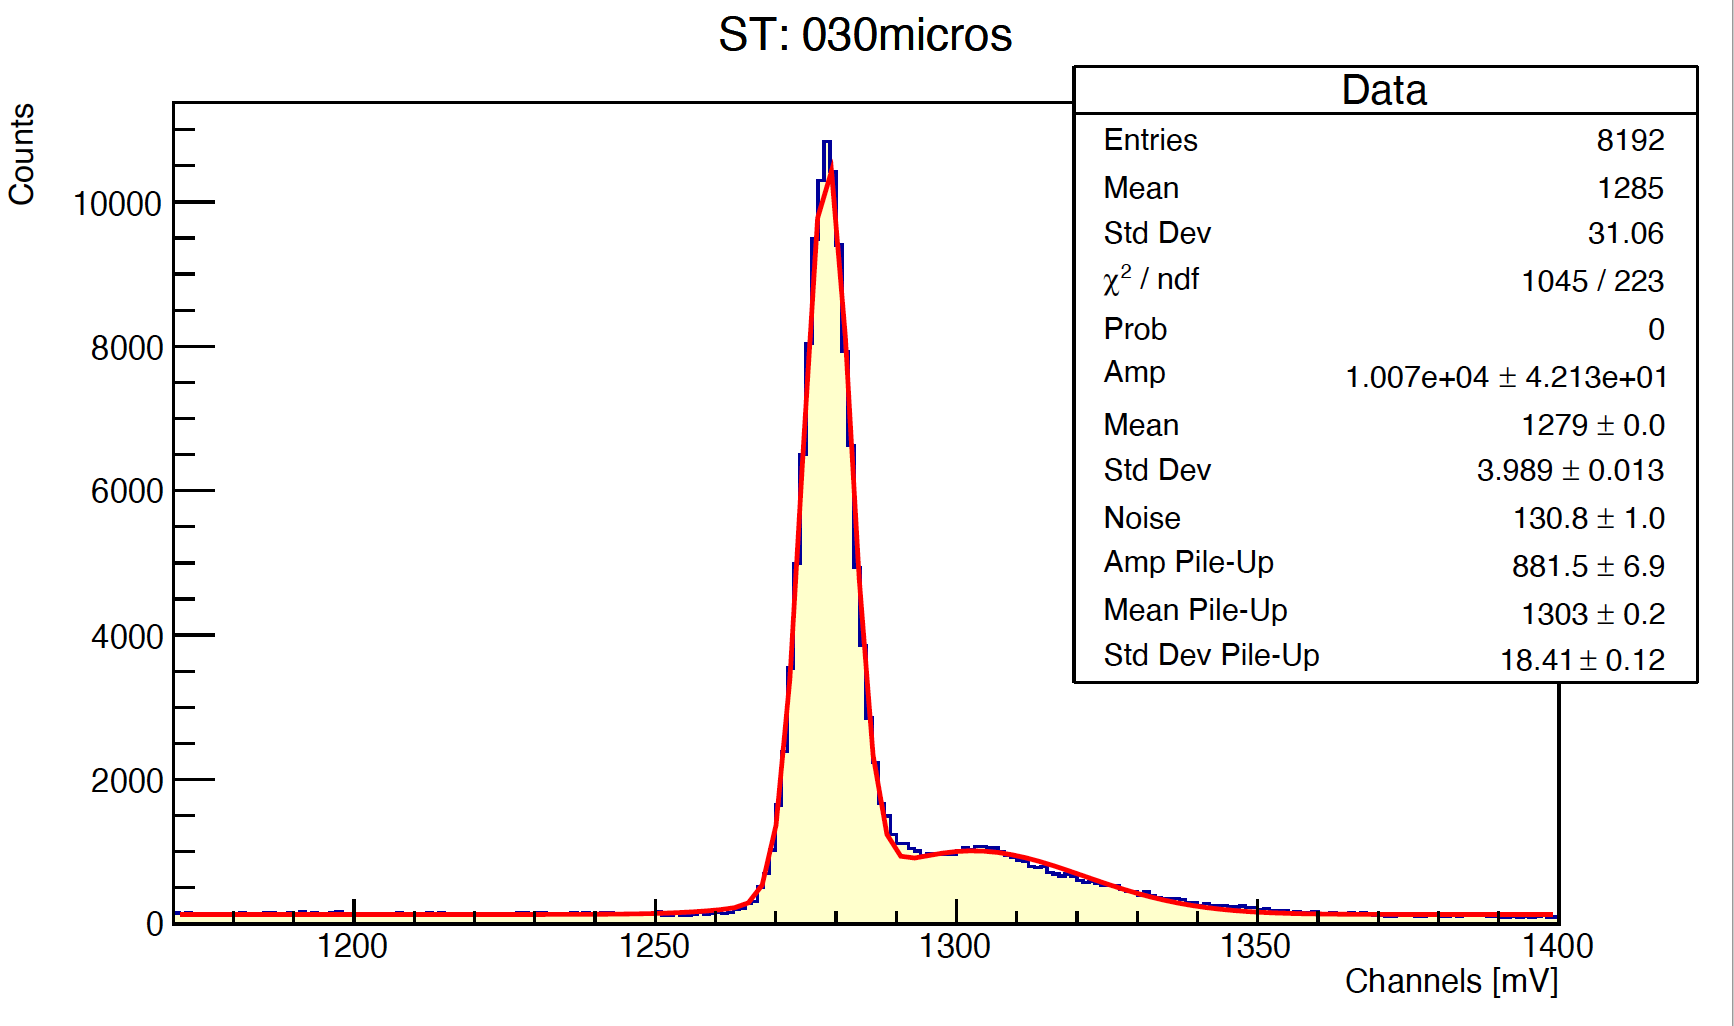 ST: 030micros
Data
Entries 8192
Mean 1285
Std Dev 31.06
χ² / ndf 1045 / 223
Prob 0
Amp 1.007e+04 ± 4.213e+01
Mean 1279 ± 0.0
Std Dev 3.989 ± 0.013
Noise 130.8 ± 1.0
Amp Pile-Up 881.5 ± 6.9
Mean Pile-Up 1303 ± 0.2
Std Dev Pile-Up 18.41 ± 0.12
Counts
10000
8000
6000
4000
2000
0
1200 1250 1300 1350 1400
Channels [mV]